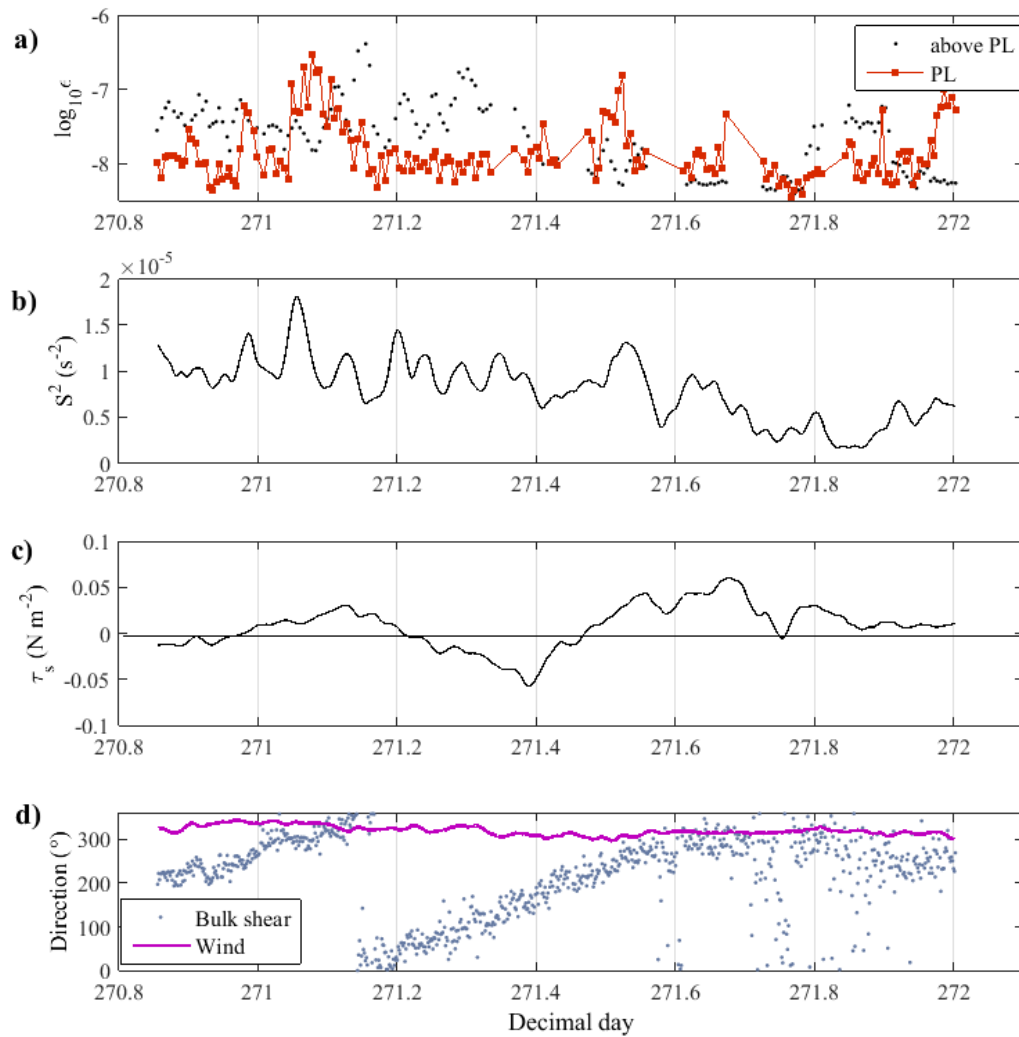 a)
-6
-7
-8
log₁₀ϵ
above PL
PL
270.8 271 271.2 271.4 271.6 271.8 272
b)
×10⁻⁵
2
1.5
1
0.5
0
S² (s⁻²)
270.8 271 271.2 271.4 271.6 271.8 272
c)
0.1
0.05
0
-0.05
-0.1
τₛ (N m⁻²)
270.8 271 271.2 271.4 271.6 271.8 272
d)
300
200
100
0
Direction (°)
Bulk shear
Wind
270.8 271 271.2 271.4 271.6 271.8 272
Decimal day